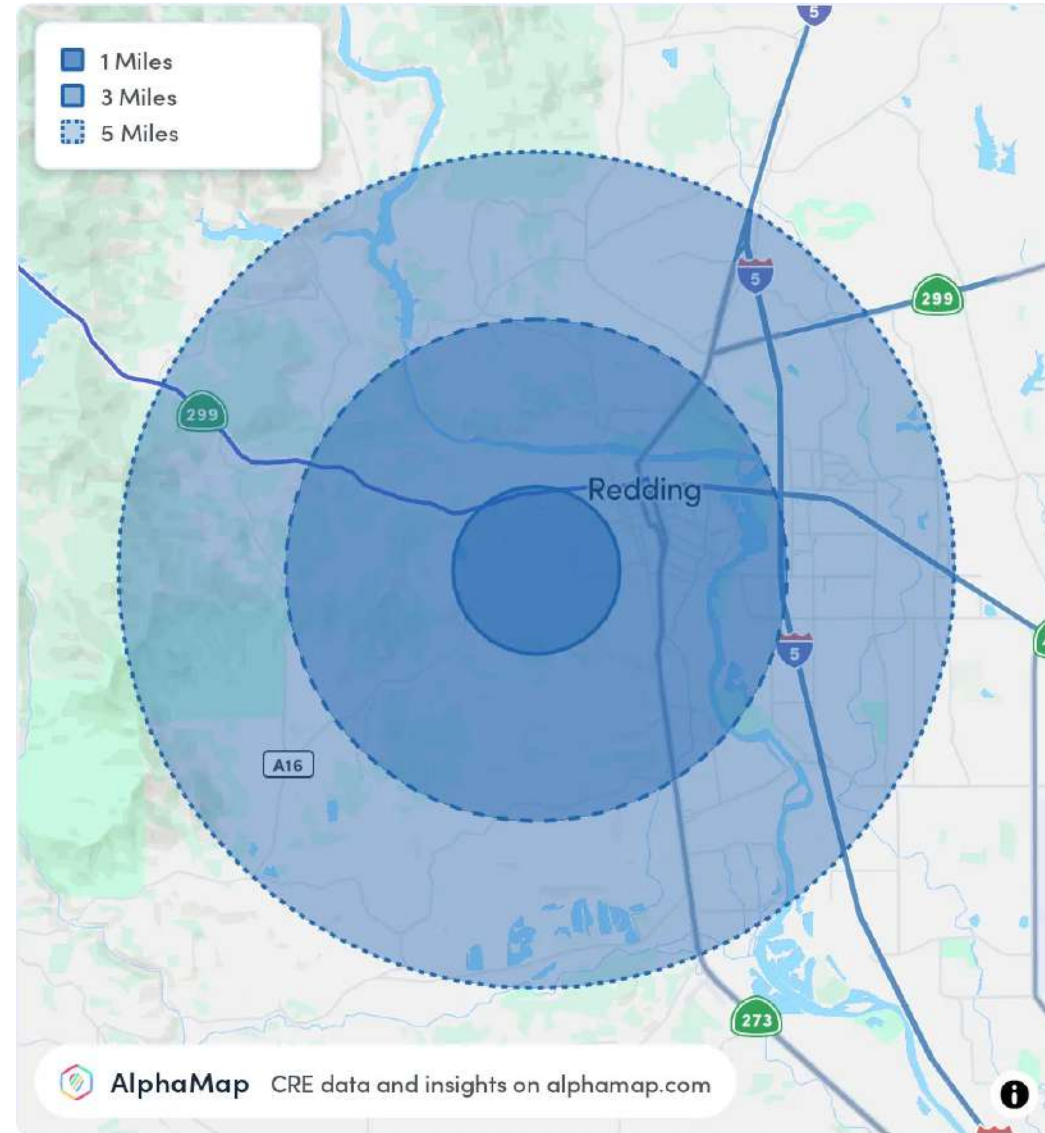 5
1 Miles
3 Miles
5 Miles
5
299
299
Redding
5
A16
273
AlphaMap CRE data and insights on alphamap.com
i